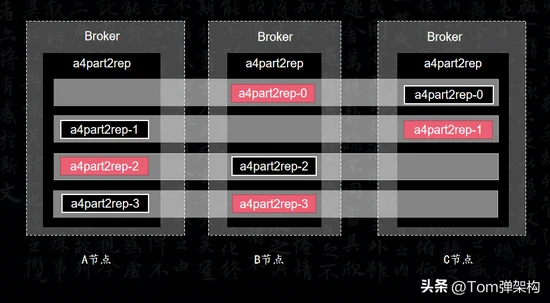 Broker Broker Broker
a4part2rep a4part2rep a4part2rep
a4part2rep-0 a4part2rep-0
a4part2rep-1 a4part2rep-1
a4part2rep-2 a4part2rep-2
a4part2rep-3 a4part2rep-3
A节点 B节点 C节点
头条 @Tom弹架构